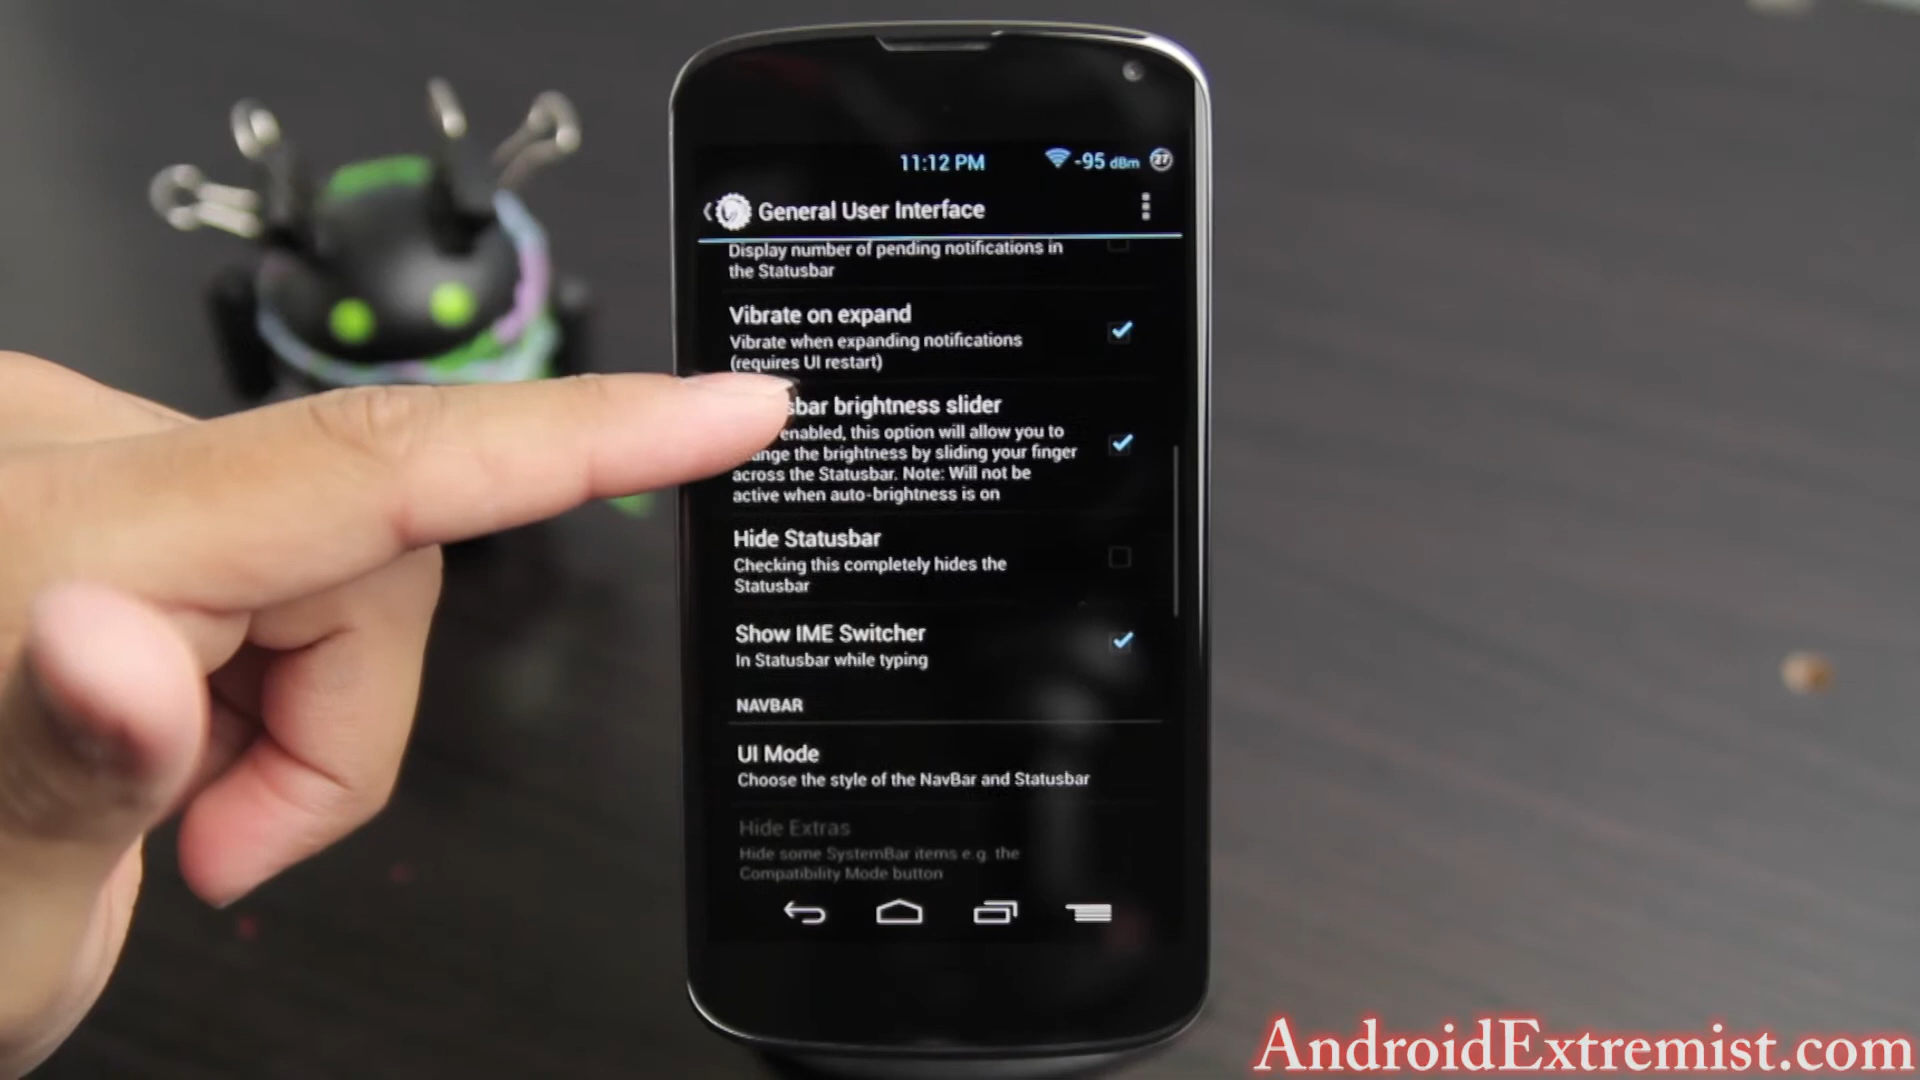 11:12 PM -95 dBm 27
General User Interface
Display number of pending notifications in
the Statusbar
Vibrate on expand
Vibrate when expanding notifications
(requires UI restart)
brightness slider
enabled, this option will allow you to
the brightness by sliding your finger
across the Statusbar. Note: Will not be
active when auto-brightness is on
Hide Statusbar
Checking this completely hides the
Statusbar
Show IME Switcher
In Statusbar while typing
NAVBAR
UI Mode
Choose the style of the NavBar and Statusbar
Hide Extras
Hide some SystemBar items e.g. the
Compatibility Mode button
AndroidExtremist.com